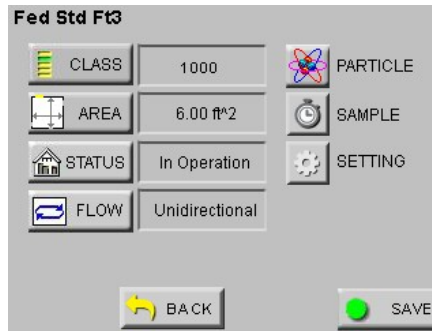 Fed Std Ft3
CLASS 1000 PARTICLE
AREA 6.00 ft^2 SAMPLE
STATUS In Operation SETTING
FLOW Unidirectional
BACK SAVE